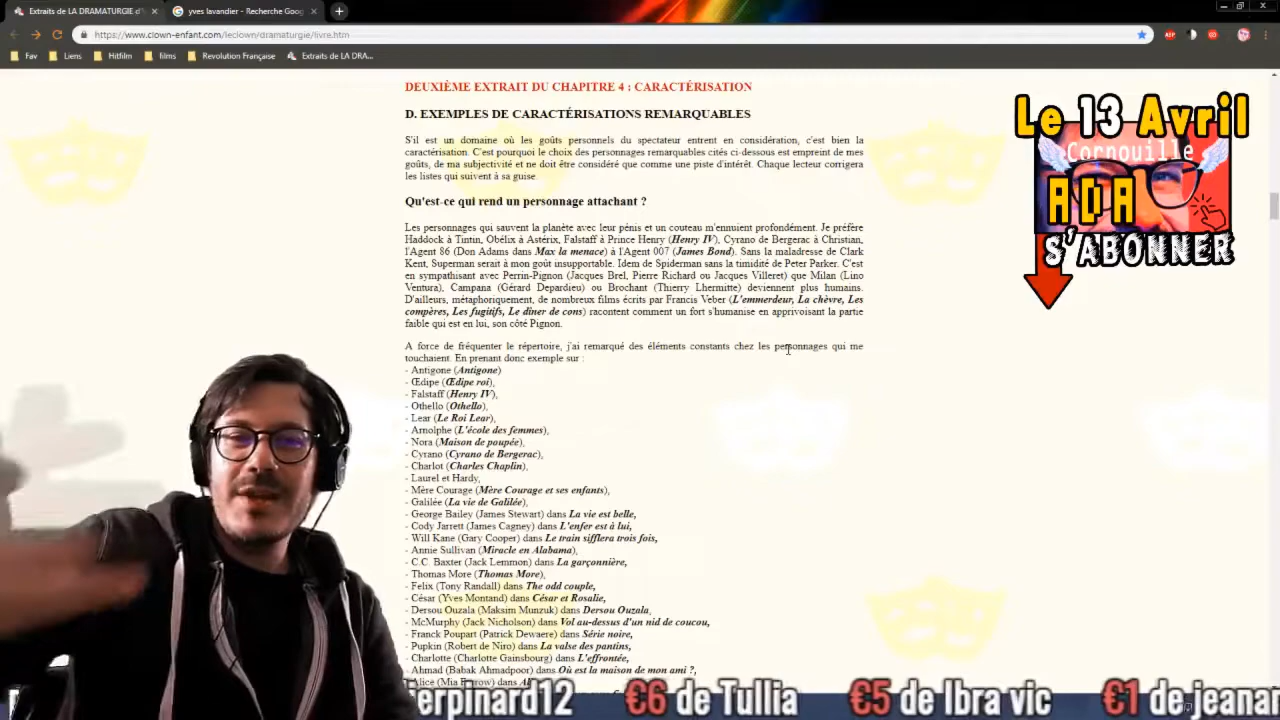 Extraits de LA DRAMATURGIE d
yves lavandier - Recherche Goog
https://www.clown-enfant.com/leclown/dramaturgie/livre.htm
Fav
Liens
Hitfilm
films
Revolution Française
Extraits de LA DRA...
DEUXIÈME EXTRAIT DU CHAPITRE 4 : CARACTÉRISATION
D. EXEMPLES DE CARACTÉRISATIONS REMARQUABLES
S'il est un domaine où les goûts personnels du spectateur entrent en considération, c'est bien la
caractérisation. C'est pourquoi le choix des personnages remarquables cités ci-dessous est empreint de mes
goûts, de ma subjectivité et ne doit être considéré que comme une piste d'intérêt. Chaque lecteur corrigera
les listes qui suivent à sa guise.
Qu'est-ce qui rend un personnage attachant ?
Les personnages qui sauvent la planète avec leur pénis et un couteau m'ennuient profondément. Je préfère
Haddock à Tintin, Obélix à Astérix, Falstaff à Prince Henry (Henry IV), Cyrano de Bergerac à Christian,
l'Agent 86 (Don Adams dans Max la menace) à l'Agent 007 (James Bond). Sans la maladresse de Clark
Kent, Superman serait à mon goût insupportable. Idem de Spiderman sans la timidité de Peter Parker. C'est
en sympathisant avec Perrin-Pignon (Jacques Brel, Pierre Richard ou Jacques Villeret) que Milan (Lino
Ventura), Campana (Gérard Depardieu) ou Brochant (Thierry Lhermitte) deviennent plus humains.
D'ailleurs, métaphoriquement, de nombreux films écrits par Francis Veber (L'emmerdeur, La chèvre, Les
compères, Les fugitifs, Le dîner de cons) racontent comment un fort s'humanise en apprivoisant la partie
faible qui est en lui, son côté Pignon.
A force de fréquenter le répertoire, j'ai remarqué des éléments constants chez les personnages qui me
touchaient. En prenant donc exemple sur :
- Antigone (Antigone)
- Œdipe (Œdipe roi),
- Falstaff (Henry IV),
- Othello (Othello),
- Lear (Le Roi Lear),
- Arnolphe (L'école des femmes),
- Nora (Maison de poupée),
- Cyrano (Cyrano de Bergerac),
- Charlot (Charles Chaplin),
- Laurel et Hardy,
- Mère Courage (Mère Courage et ses enfants),
- Galilée (La vie de Galilée),
- George Bailey (James Stewart) dans La vie est belle,
- Cody Jarrett (James Cagney) dans L'enfer est à lui,
- Will Kane (Gary Cooper) dans Le train sifflera trois fois,
- Annie Sullivan (Miracle en Alabama),
- C.C. Baxter (Jack Lemmon) dans La garçonnière,
- Thomas More (Thomas More),
- Felix (Tony Randall) dans The odd couple,
- César (Yves Montand) dans César et Rosalie,
- Dersou Ouzala (Maksim Munzuk) dans Dersou Ouzala,
- McMurphy (Jack Nicholson) dans Vol au-dessus d'un nid de coucou,
- Franck Poupart (Patrick Dewaere) dans Série noire,
- Pupkin (Robert de Niro) dans La valse des pantins,
- Charlotte (Charlotte Gainsbourg) dans L'effrontée,
- Ahmad (Babak Ahmadpoor) dans Où est la maison de mon ami ?,
- Alice (Mia Farrow) dans
Le 13 Avril
Cornouille
ADA
S'ABONNER
erpinard12 €6 de Tullia €5 de Ibra vic €1 de jeanar